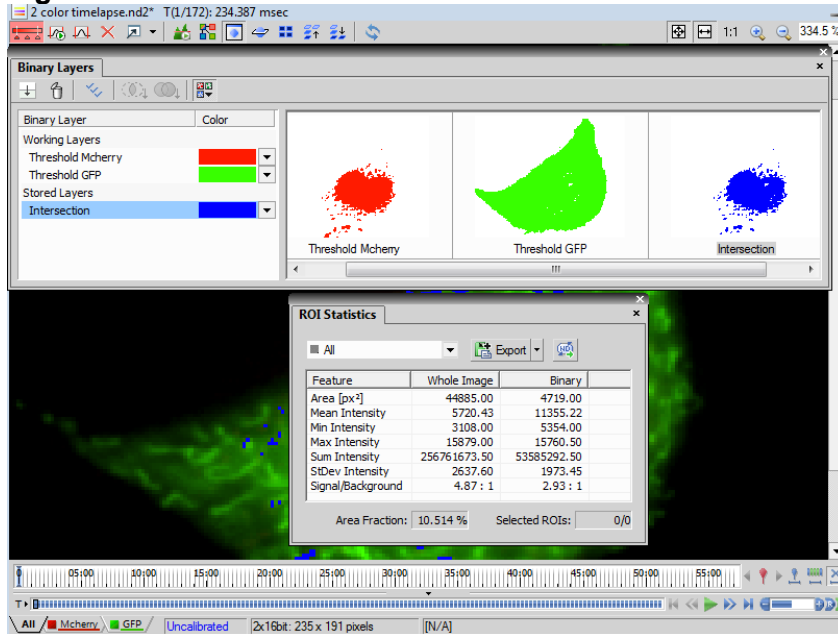 2 color timelapse.nd2* T(1/172): 234.387 msec
1:1 334.5 %
Binary Layers
Binary Layer Color
Working Layers
Threshold Mcherry
Threshold GFP
Stored Layers
Intersection
Threshold Mcherry Threshold GFP Intersection
ROI Statistics
All Export ND
Feature Whole Image Binary
Area [px²] 44885.00 4719.00
Mean Intensity 5720.43 11355.22
Min Intensity 3108.00 5354.00
Max Intensity 15879.00 15760.50
Sum Intensity 256761673.50 53585292.50
StDev Intensity 2637.60 1973.45
Signal/Background 4.87 : 1 2.93 : 1
Area Fraction: 10.514 % Selected ROIs: 0/0
05:00 10:00 15:00 20:00 25:00 30:00 35:00 40:00 45:00 50:00 55:00
T
All Mcherry GFP Uncalibrated 2x16bit: 235 x 191 pixels [N/A]